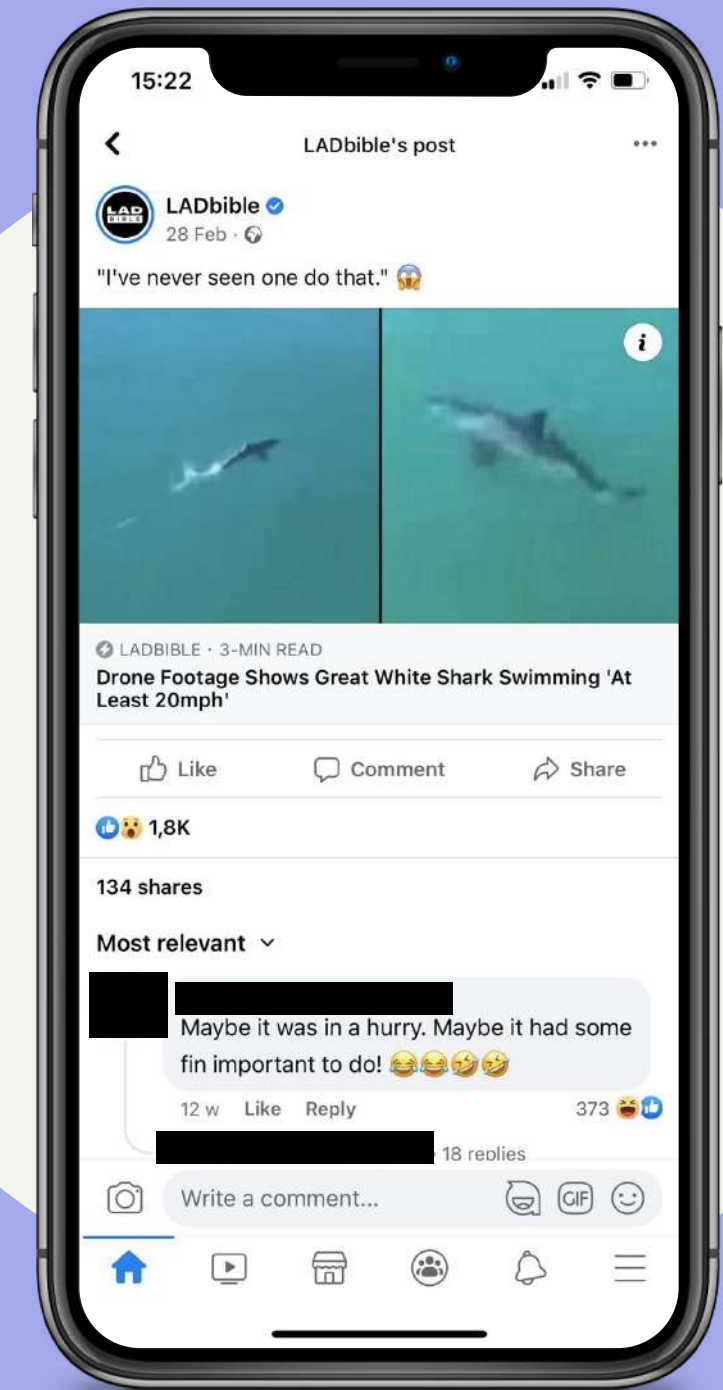 15:22
LADbible's post
LAD
BIBLE
LADbible
28 Feb ·
"I've never seen one do that." 😱
i
LADBIBLE · 3-MIN READ
Drone Footage Shows Great White Shark Swimming 'At
Least 20mph'
Like Comment Share
1,8K
134 shares
Most relevant
Maybe it was in a hurry. Maybe it had some
fin important to do! 😂😂🤣🤣
12 w Like Reply 373
· 18 replies
Write a comment... GIF